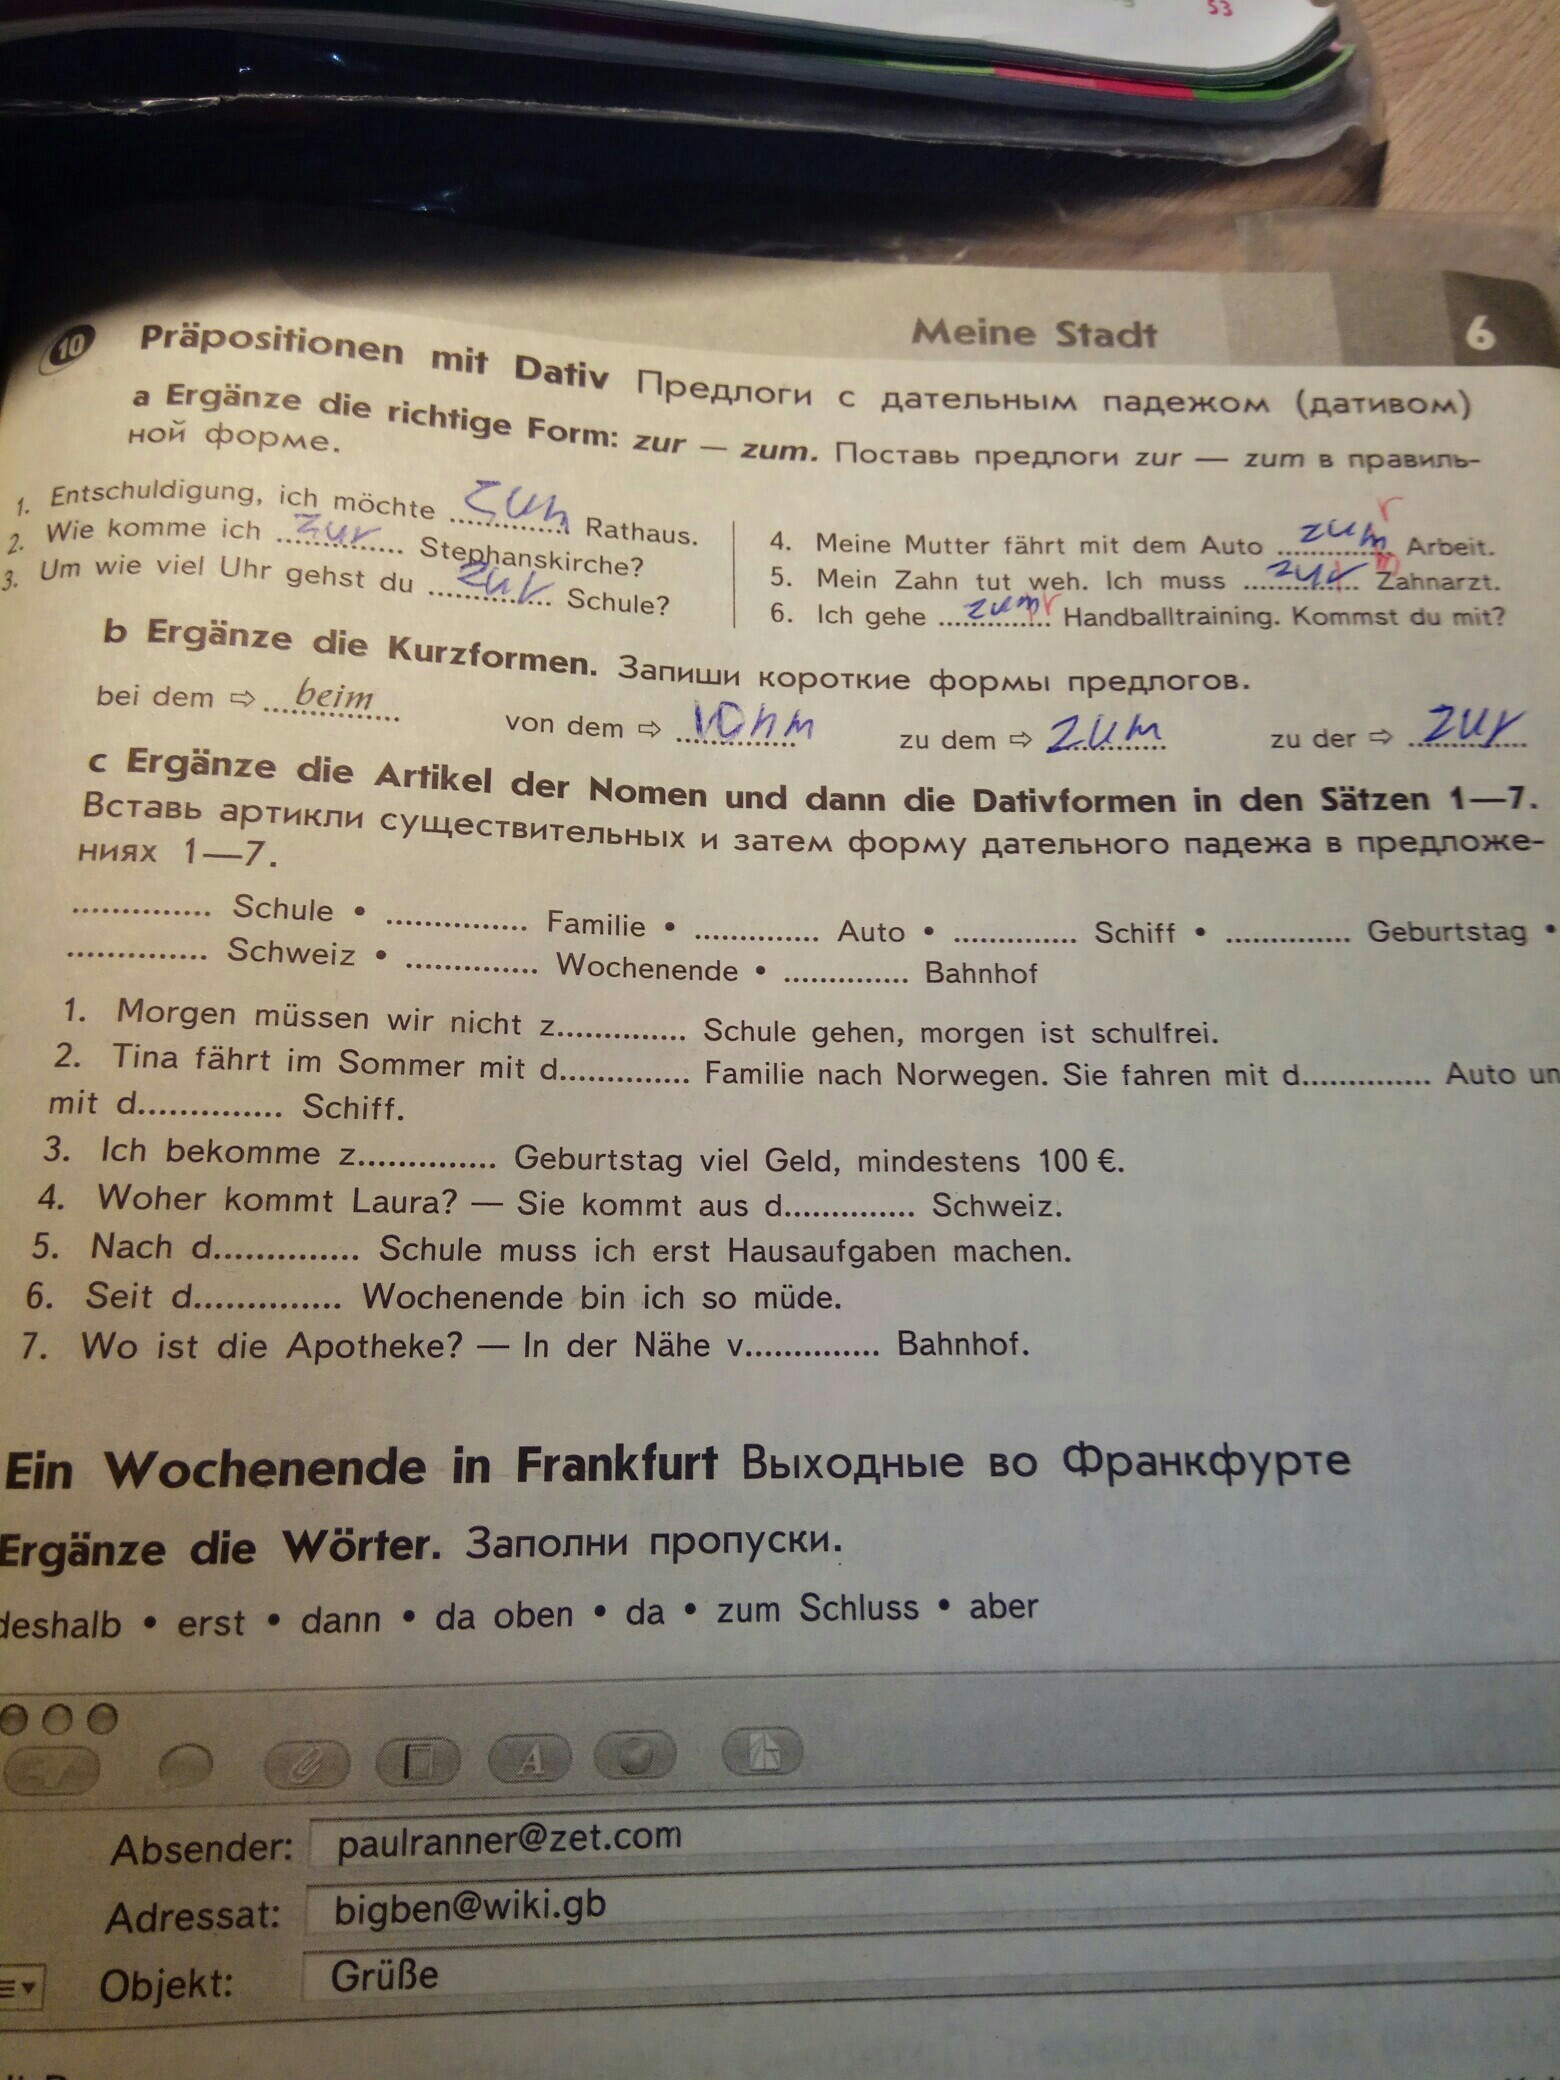 53
Meine Stadt 6
10 Präpositionen mit Dativ Предлоги с дательным падежом (дативом)
a Ergänze die richtige Form: zur — zum. Поставь предлоги zur — zum в правиль-
ной форме.
1. Entschuldigung, ich möchte zum Rathaus.
2. Wie komme ich zur Stephanskirche?
3. Um wie viel Uhr gehst du zur Schule?
r
4. Meine Mutter fährt mit dem Auto zum Arbeit.
5. Mein Zahn tut weh. Ich muss zur m Zahnarzt.
6. Ich gehe zum r Handballtraining. Kommst du mit?
b Ergänze die Kurzformen. Запиши короткие формы предлогов.
bei dem ⇨ beim von dem ⇨ vonm zu dem ⇨ zum zu der ⇨ zur
c Ergänze die Artikel der Nomen und dann die Dativformen in den Sätzen 1—7.
Вставь артикли существительных и затем форму дательного падежа в предложе-
ниях 1—7.
.............. Schule • .............. Familie • ............. Auto • ............. Schiff • ............. Geburtstag •
.............. Schweiz • .............. Wochenende • ............. Bahnhof
1. Morgen müssen wir nicht z............. Schule gehen, morgen ist schulfrei.
2. Tina fährt im Sommer mit d............. Familie nach Norwegen. Sie fahren mit d............. Auto un
mit d.............. Schiff.
3. Ich bekomme z.............. Geburtstag viel Geld, mindestens 100 €.
4. Woher kommt Laura? — Sie kommt aus d............. Schweiz.
5. Nach d.............. Schule muss ich erst Hausaufgaben machen.
6. Seit d.............. Wochenende bin ich so müde.
7. Wo ist die Apotheke? — In der Nähe v............. Bahnhof.
Ein Wochenende in Frankfurt Выходные во Франкфурте
Ergänze die Wörter. Заполни пропуски.
deshalb • erst • dann • da oben • da • zum Schluss • aber
A
Absender: paulranner@zet.com
Adressat: bigben@wiki.gb
Objekt: Grüße